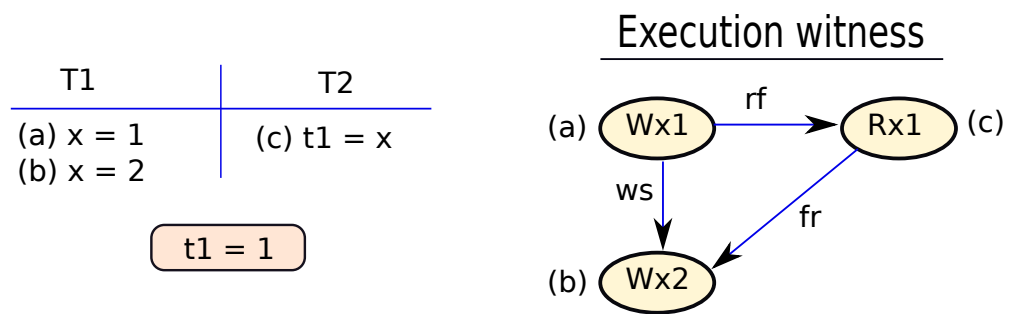 T1
T2
(a) x = 1
(b) x = 2
(c) t1 = x
t1 = 1
Execution witness
(a) Wx1
rf
Rx1 (c)
ws
fr
(b) Wx2